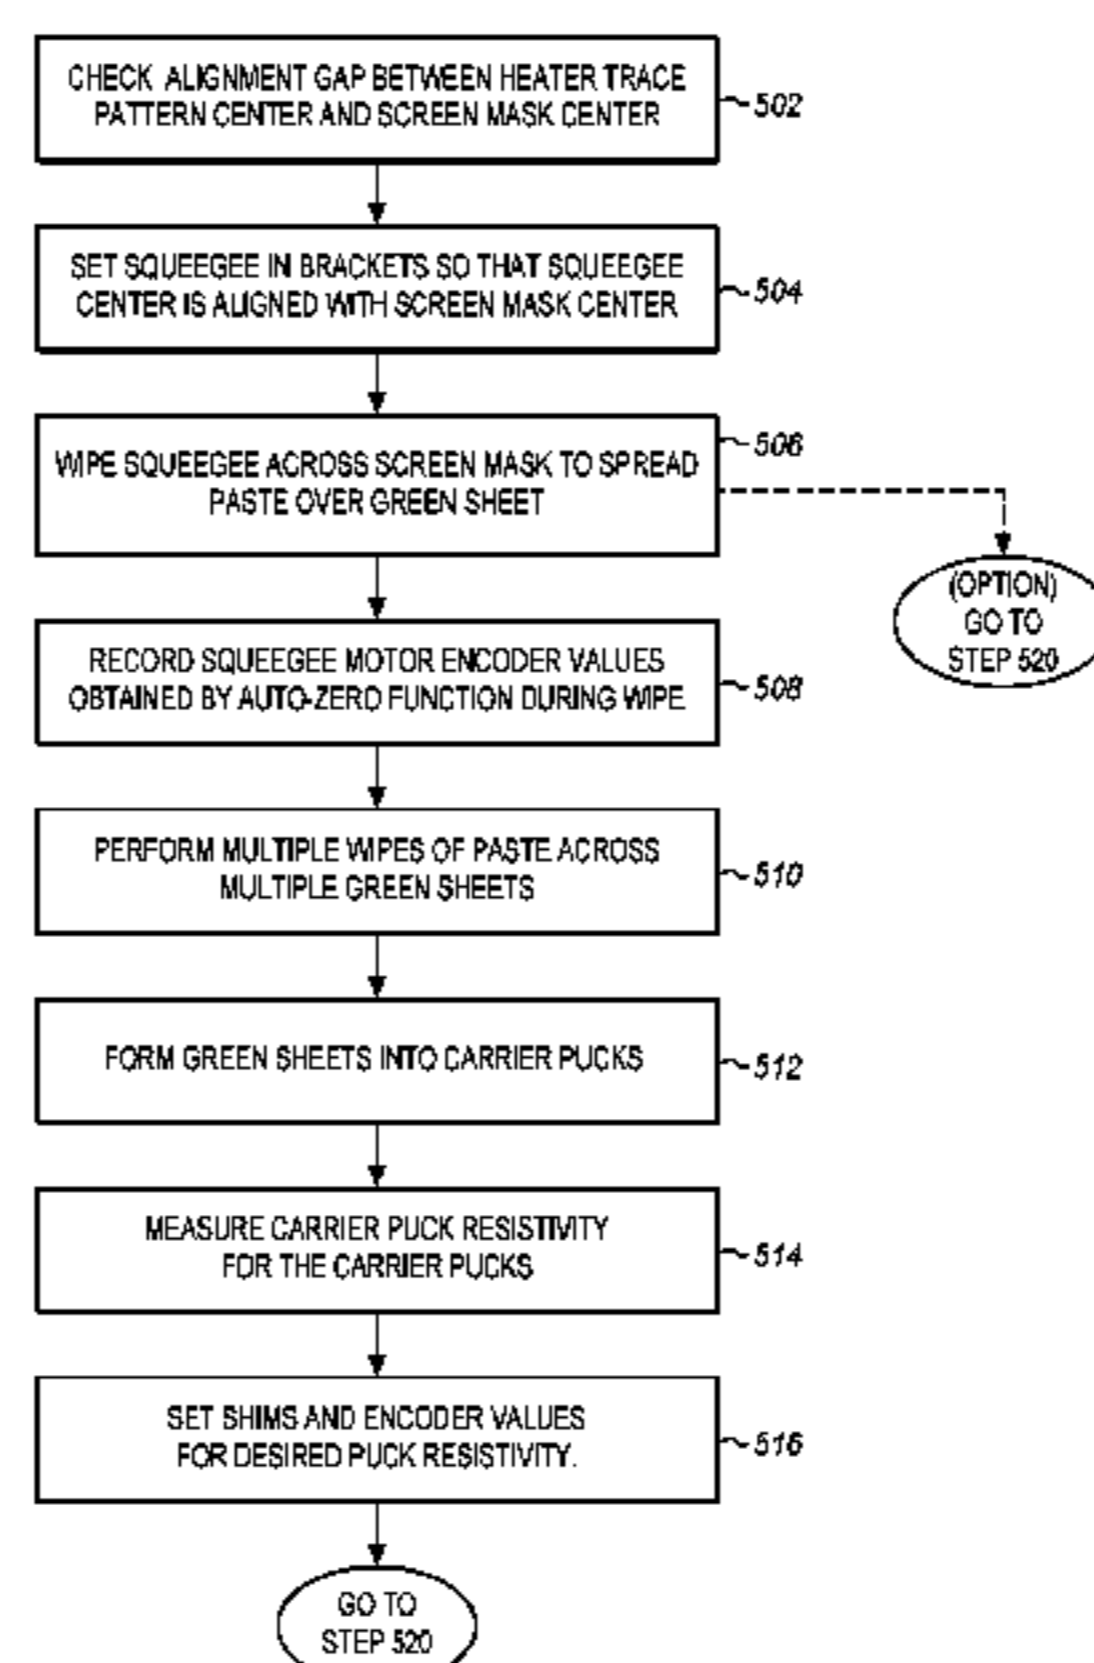 CHECK ALIGNMENT GAP BETWEEN HEATER TRACE
PATTERN CENTER AND SCREEN MASK CENTER
502
SET SQUEEGEE IN BRACKETS SO THAT SQUEEGEE
CENTER IS ALIGNED WITH SCREEN MASK CENTER
504
WIPE SQUEEGEE ACROSS SCREEN MASK TO SPREAD
PASTE OVER GREEN SHEET
506
(OPTION)
GO TO
STEP 520
RECORD SQUEEGEE MOTOR ENCODER VALUES
OBTAINED BY AUTO-ZERO FUNCTION DURING WIPE
508
PERFORM MULTIPLE WIPES OF PASTE ACROSS
MULTIPLE GREEN SHEETS
510
FORM GREEN SHEETS INTO CARRIER PUCKS
512
MEASURE CARRIER PUCK RESISTIVITY
FOR THE CARRIER PUCKS
514
SET SHIMS AND ENCODER VALUES
FOR DESIRED PUCK RESISTIVITY.
516
GO TO
STEP 520